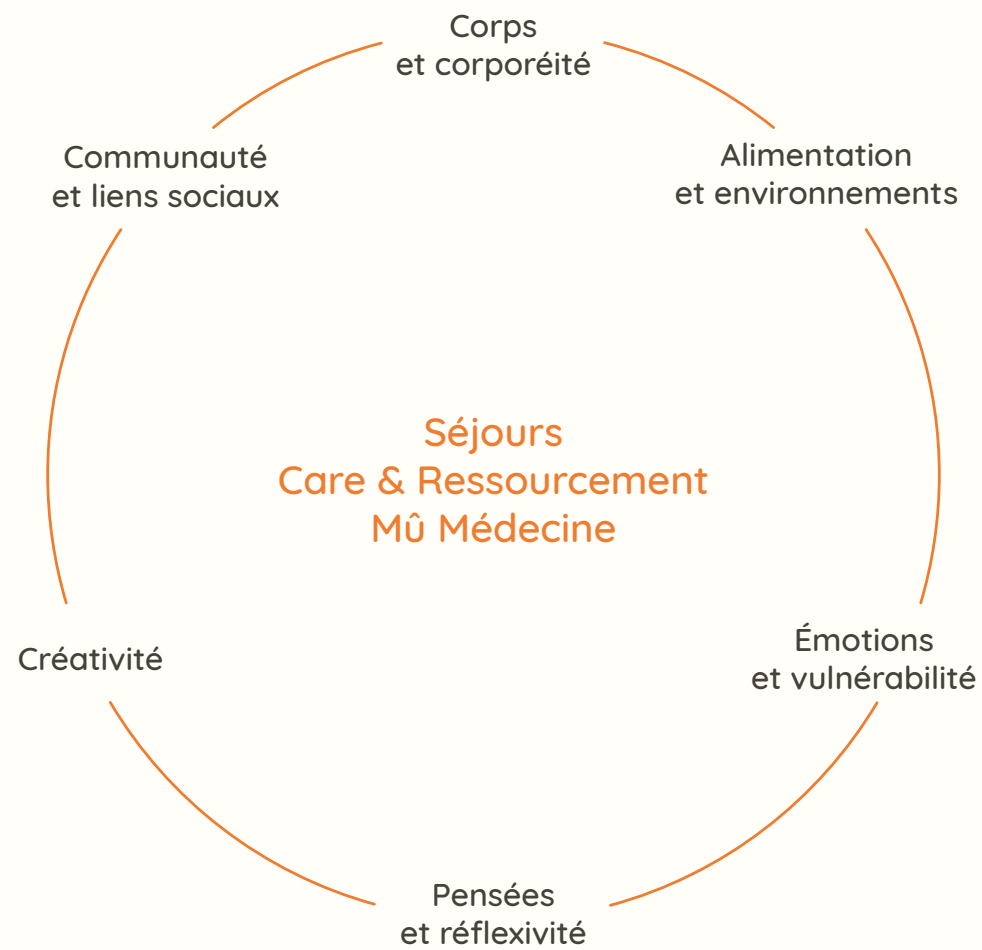 Corps
et corporéité
Communauté
et liens sociaux
Alimentation
et environnements
Séjours
Care & Ressourcement
Mû Médecine
Créativité
Émotions
et vulnérabilité
Pensées
et réflexivité